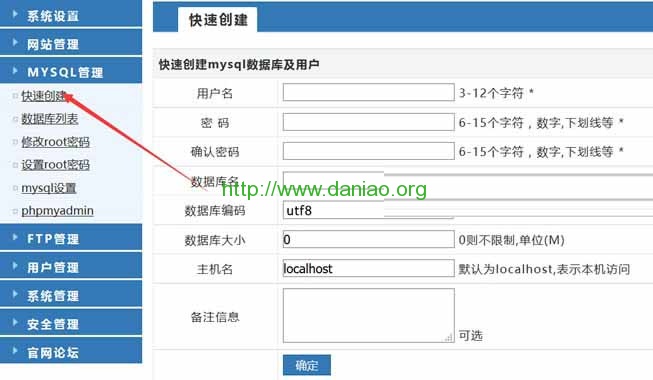 系统设置
网站管理
MYSQL管理
快速创建
数据库列表
修改root密码
设置root密码
mysql设置
phpmyadmin
FTP管理
用户管理
系统管理
安全管理
官网论坛
快速创建
快速创建mysql数据库及用户
用户名 3-12个字符 *
密 码 6-15个字符，数字,下划线等 *
确认密码 6-15个字符，数字,下划线等 *
数据库名
http://www.daniao.org
数据库编码 utf8
数据库大小 0 0则不限制,单位(M)
主机名 localhost 默认为localhost,表示本机访问
备注信息 可选
确定